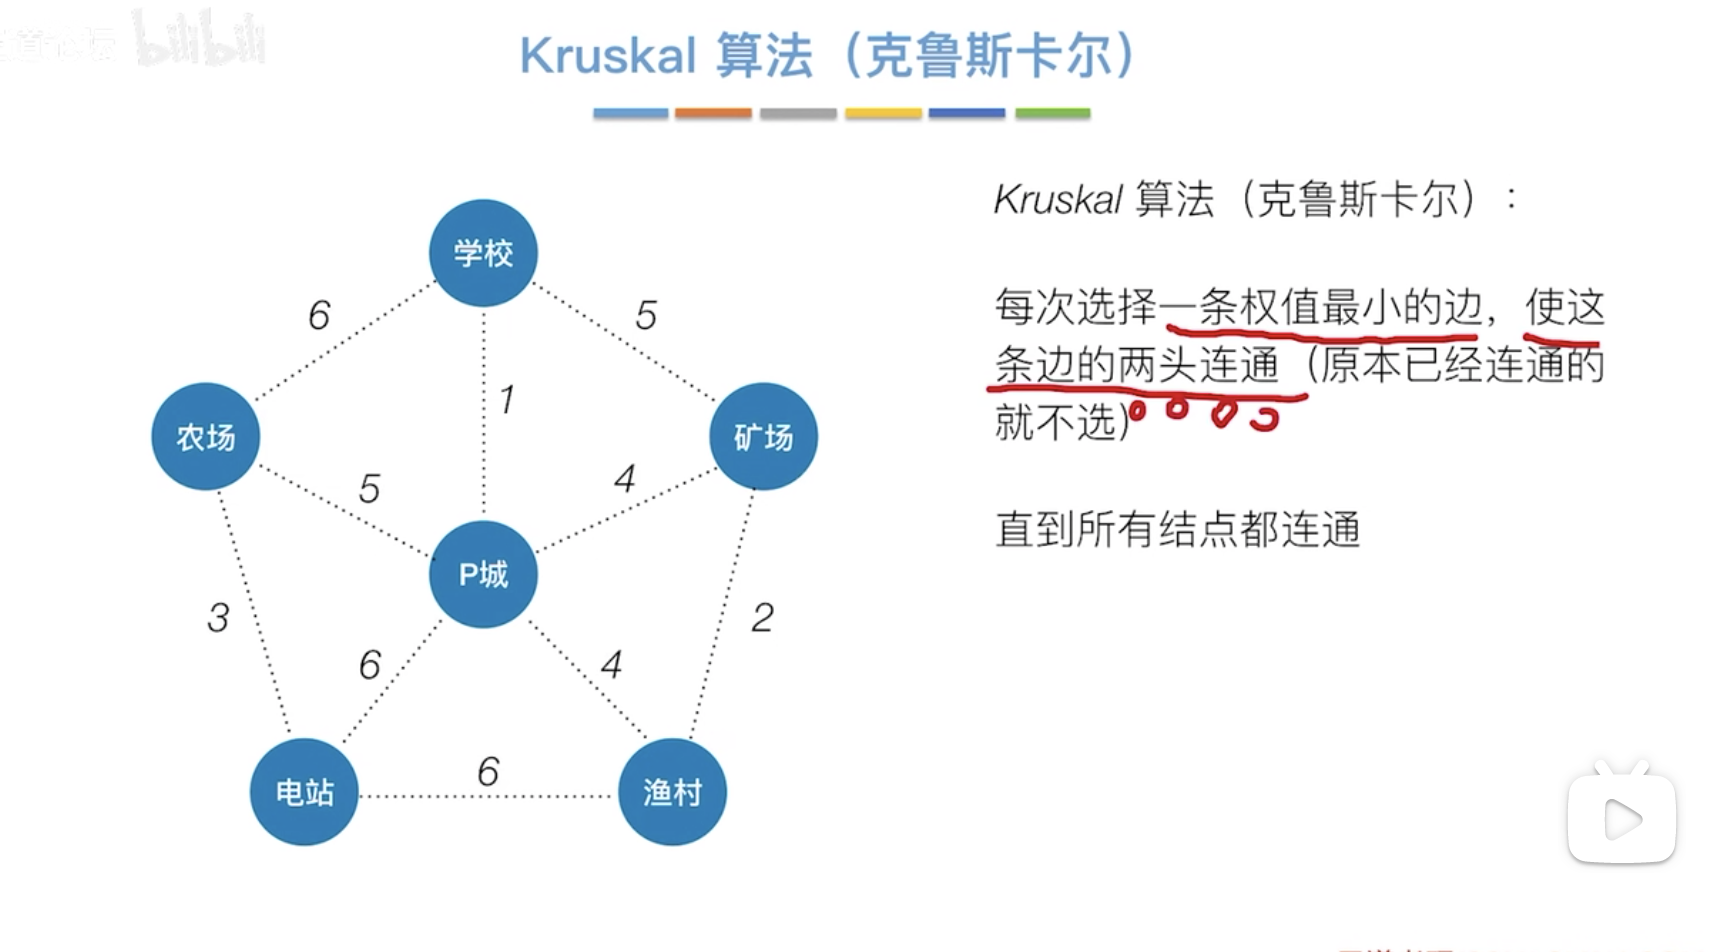 bilibili
Kruskal 算法（克鲁斯卡尔）
Kruskal 算法（克鲁斯卡尔）：
每次选择一条权值最小的边，使这
条边的两头连通（原本已经连通的
就不选）
直到所有结点都连通
学校
6
5
1
农场
矿场
5
4
P城
3
2
6
4
6
电站
渔村